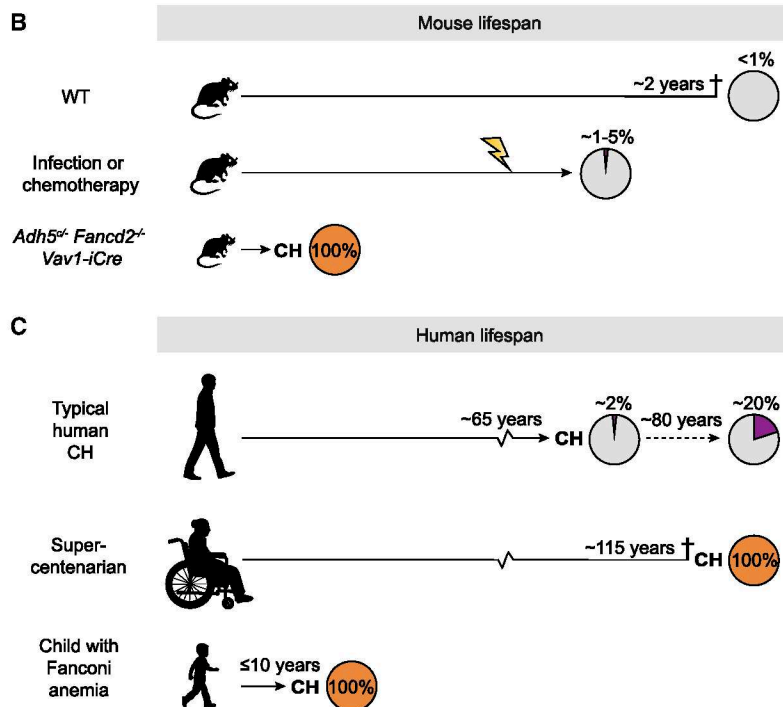 B
Mouse lifespan
WT
~2 years
†
<1%
Infection or
chemotherapy
~1-5%
Adh5-/- Fancd2-/-
Vav1-iCre
CH
100%
C
Human lifespan
Typical
human
CH
~65 years
CH
~2%
~80 years
~20%
Super-
centenarian
~115 years
†
CH
100%
Child with
Fanconi
anemia
≤10 years
CH
100%